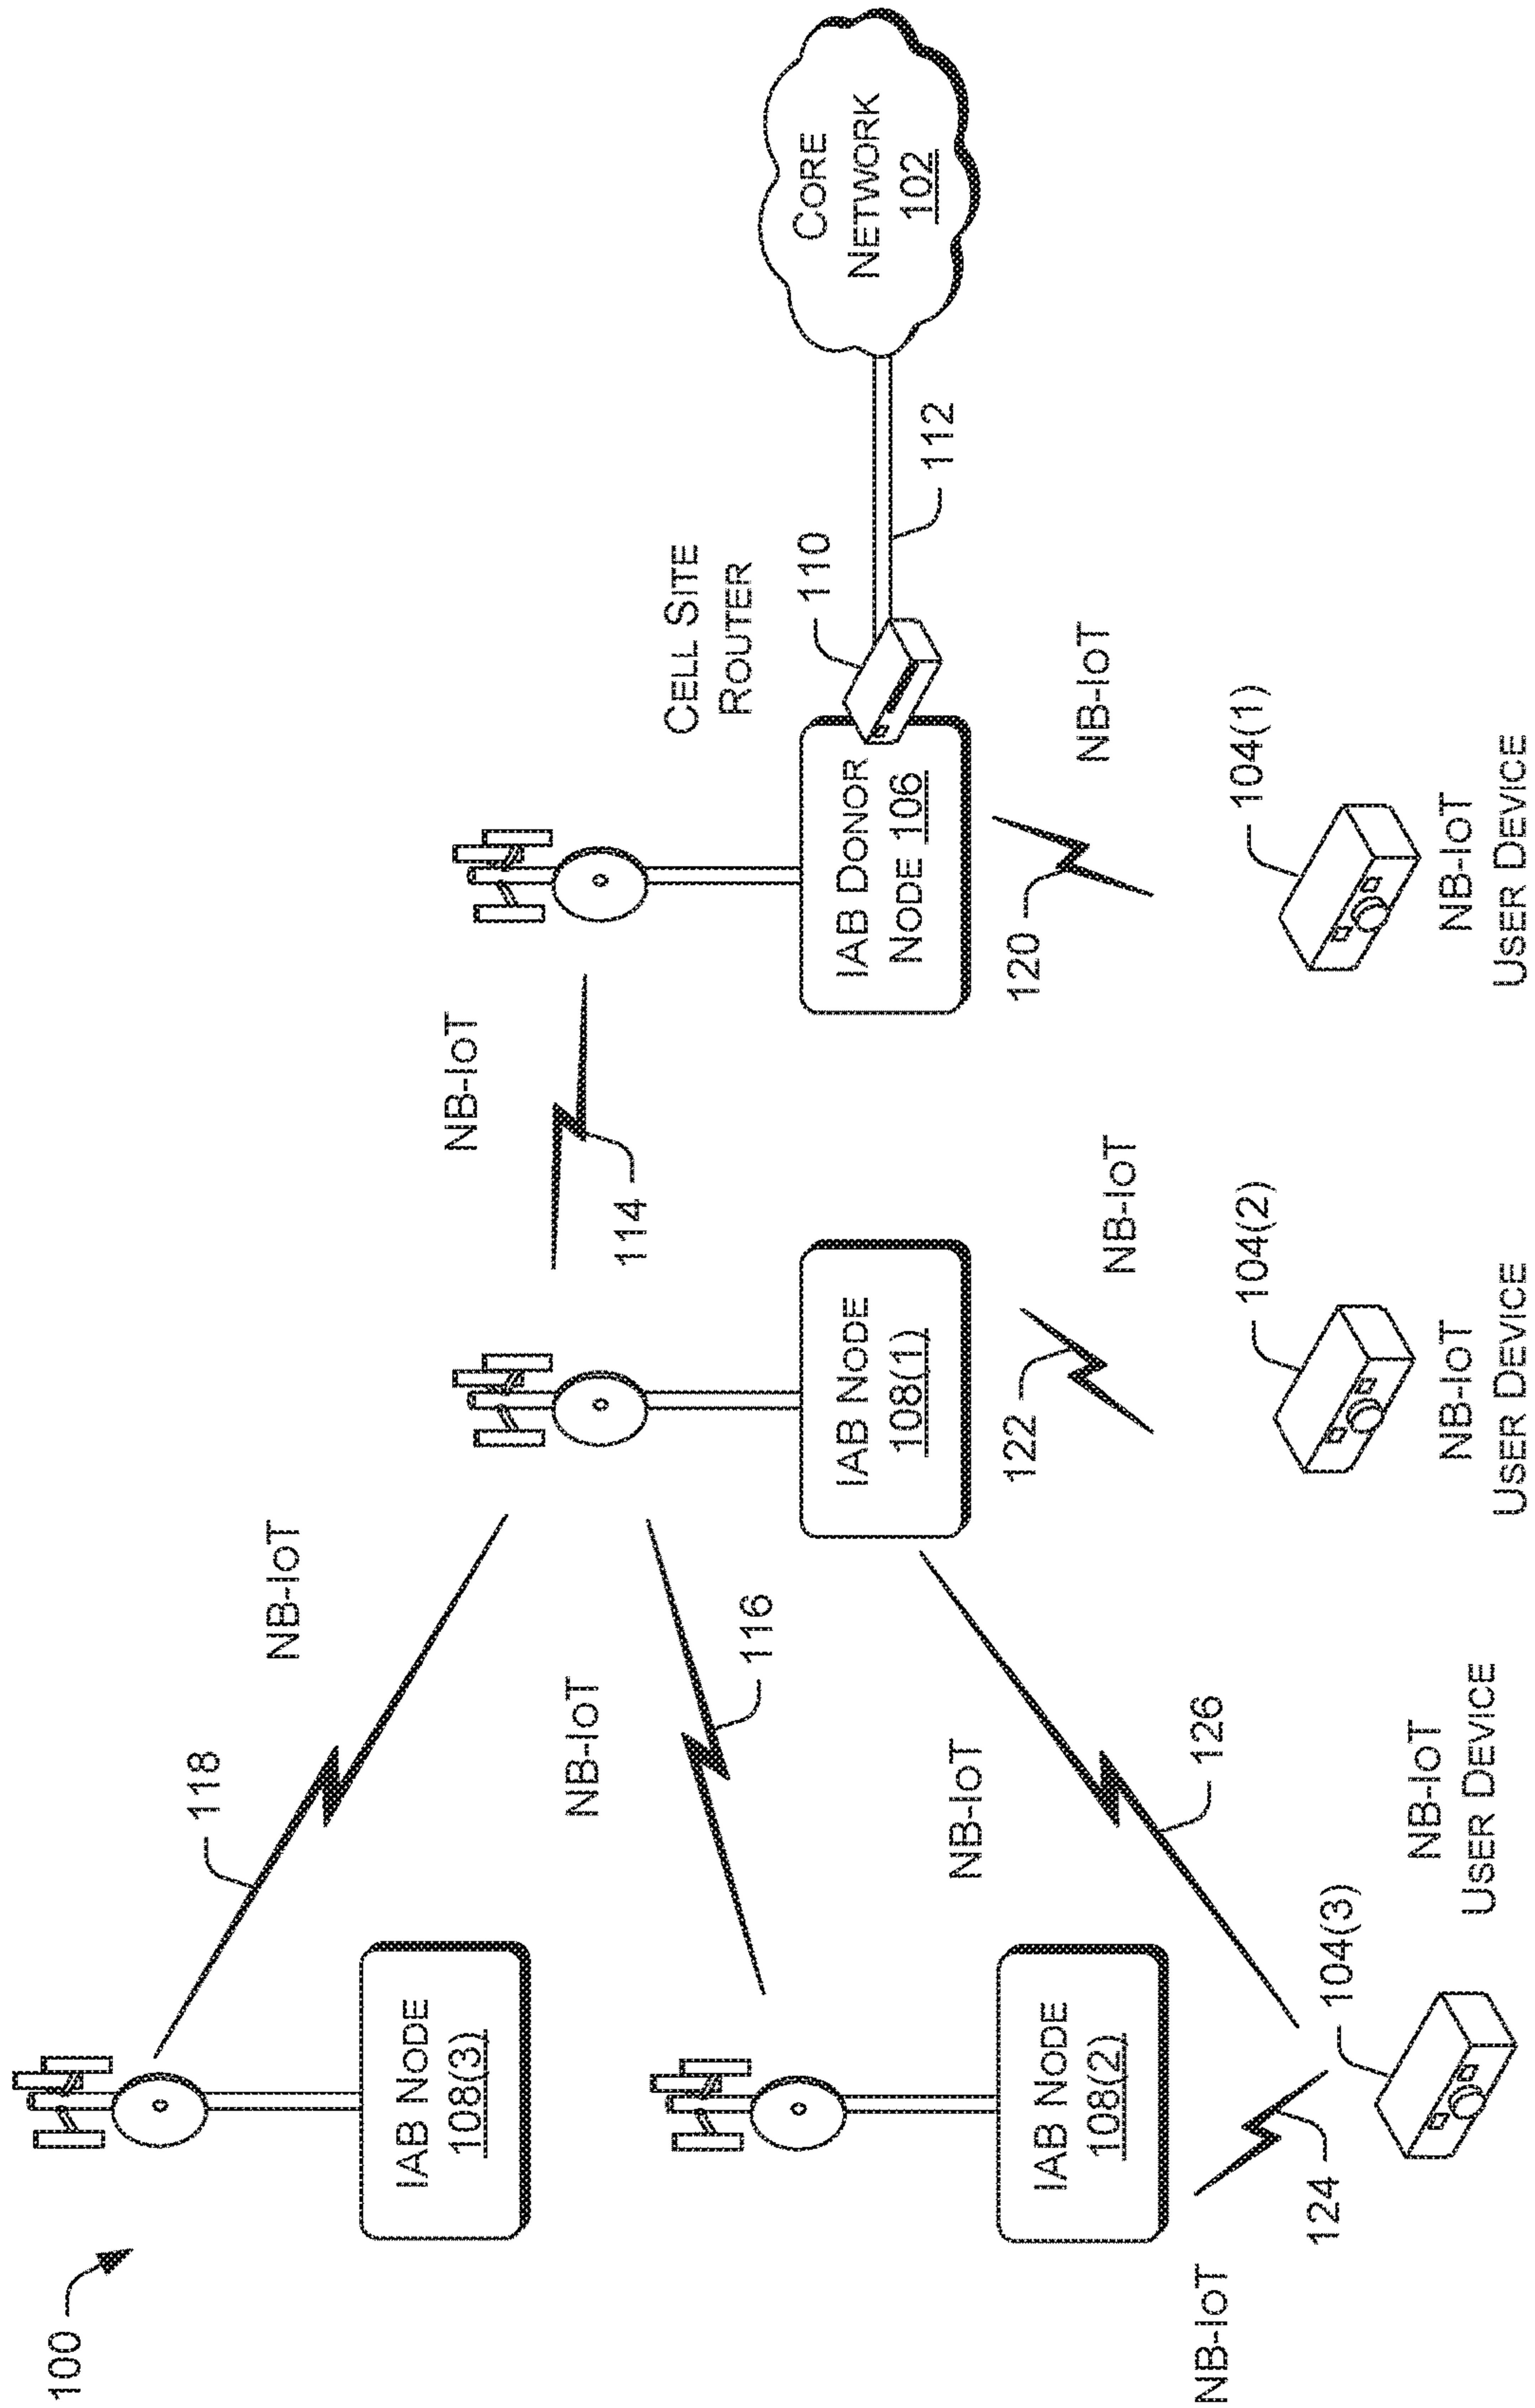 100
118
NB-IoT
IAB NODE
108(3)
NB-IoT
114
NB-IoT
116
CELL SITE
ROUTER
110
112
CORE
NETWORK
102
IAB NODE
108(2)
IAB NODE
108(1)
IAB DONOR
NODE 106
NB-IoT
126
122
NB-IoT
120
NB-IoT
NB-IoT
124
104(3)
NB-IoT
USER DEVICE
104(2)
NB-IoT
USER DEVICE
104(1)
NB-IoT
USER DEVICE